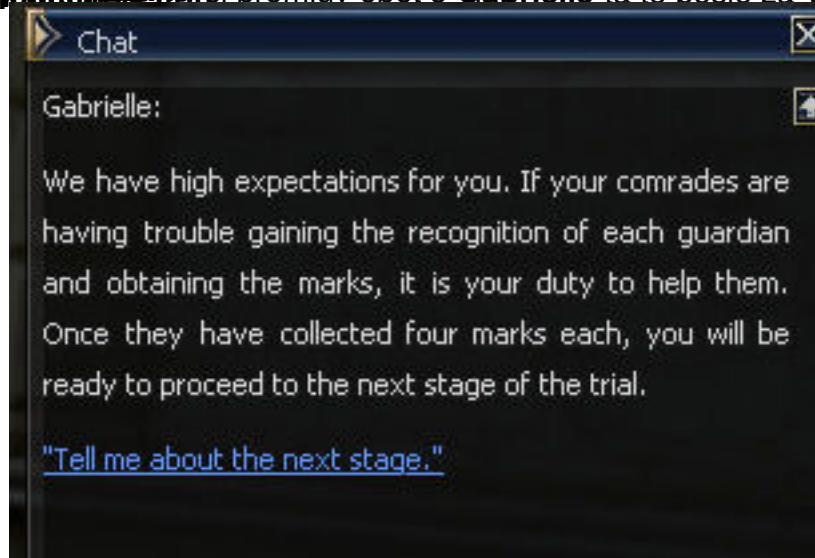 Chat
Gabrielle:
We have high expectations for you. If your comrades are
having trouble gaining the recognition of each guardian
and obtaining the marks, it is your duty to help them.
Once they have collected four marks each, you will be
ready to proceed to the next stage of the trial.
"Tell me about the next stage."